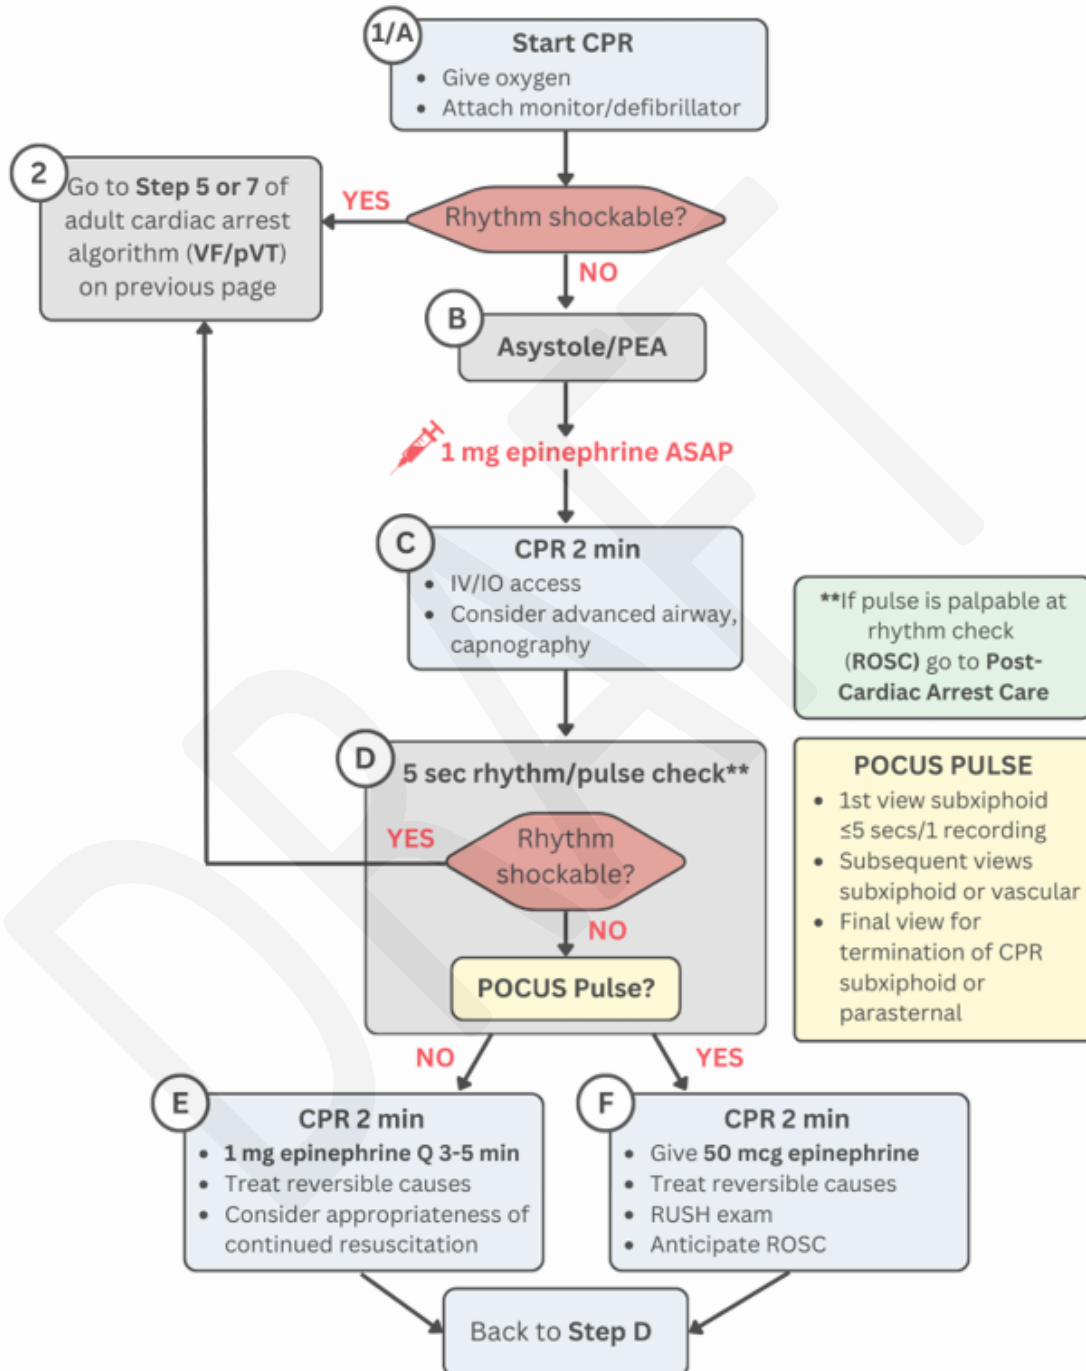 1/A
Start CPR
• Give oxygen
• Attach monitor/defibrillator
2
Go to Step 5 or 7 of
adult cardiac arrest
algorithm (VF/pVT)
on previous page
YES
Rhythm shockable?
NO
B
Asystole/PEA
1 mg epinephrine ASAP
C
CPR 2 min
• IV/IO access
• Consider advanced airway,
capnography
**If pulse is palpable at
rhythm check
(ROSC) go to Post-
Cardiac Arrest Care
D
5 sec rhythm/pulse check**
YES
Rhythm
shockable?
NO
POCUS Pulse?
POCUS PULSE
• 1st view subxiphoid
≤5 secs/1 recording
• Subsequent views
subxiphoid or vascular
• Final view for
termination of CPR
subxiphoid or
parasternal
NO
YES
E
CPR 2 min
• 1 mg epinephrine Q 3-5 min
• Treat reversible causes
• Consider appropriateness of
continued resuscitation
F
CPR 2 min
• Give 50 mcg epinephrine
• Treat reversible causes
• RUSH exam
• Anticipate ROSC
Back to Step D
DRAFT